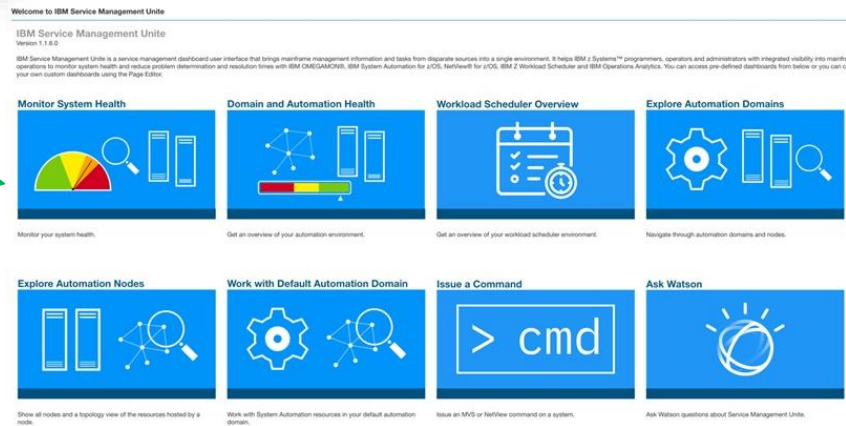 Welcome to IBM Service Management Unite
IBM Service Management Unite
Version 1.1.6.0
IBM Service Management Unite is a service management dashboard user interface that brings mainframe management information and tasks from disparate sources into a single environment. It helps IBM z Systems™ programmers, operators and administrators with integrated visibility into
operations to monitor system health and reduce problem determination and resolution times with IBM OMEGAMON®, IBM System Automation for z/OS, NetView® for z/OS, IBM Z Workload Scheduler and IBM Operations Analytics. You can access pre-defined dashboards from below or you can
your own custom dashboards using the Page Editor.
Monitor System Health
Domain and Automation Health
Workload Scheduler Overview
Explore Automation Domains
Monitor your system health.
Get an overview of your automation environment.
Get an overview of your workload scheduler environment.
Navigate through automation domains and nodes.
Explore Automation Nodes
Work with Default Automation Domain
Issue a Command
Ask Watson
> cmd
Show all nodes and a topology view of the resources hosted by a
node.
Work with System Automation resources in your default automation
domain.
Issue an MVS or NetView command on a system.
Ask Watson questions about Service Management Unite.